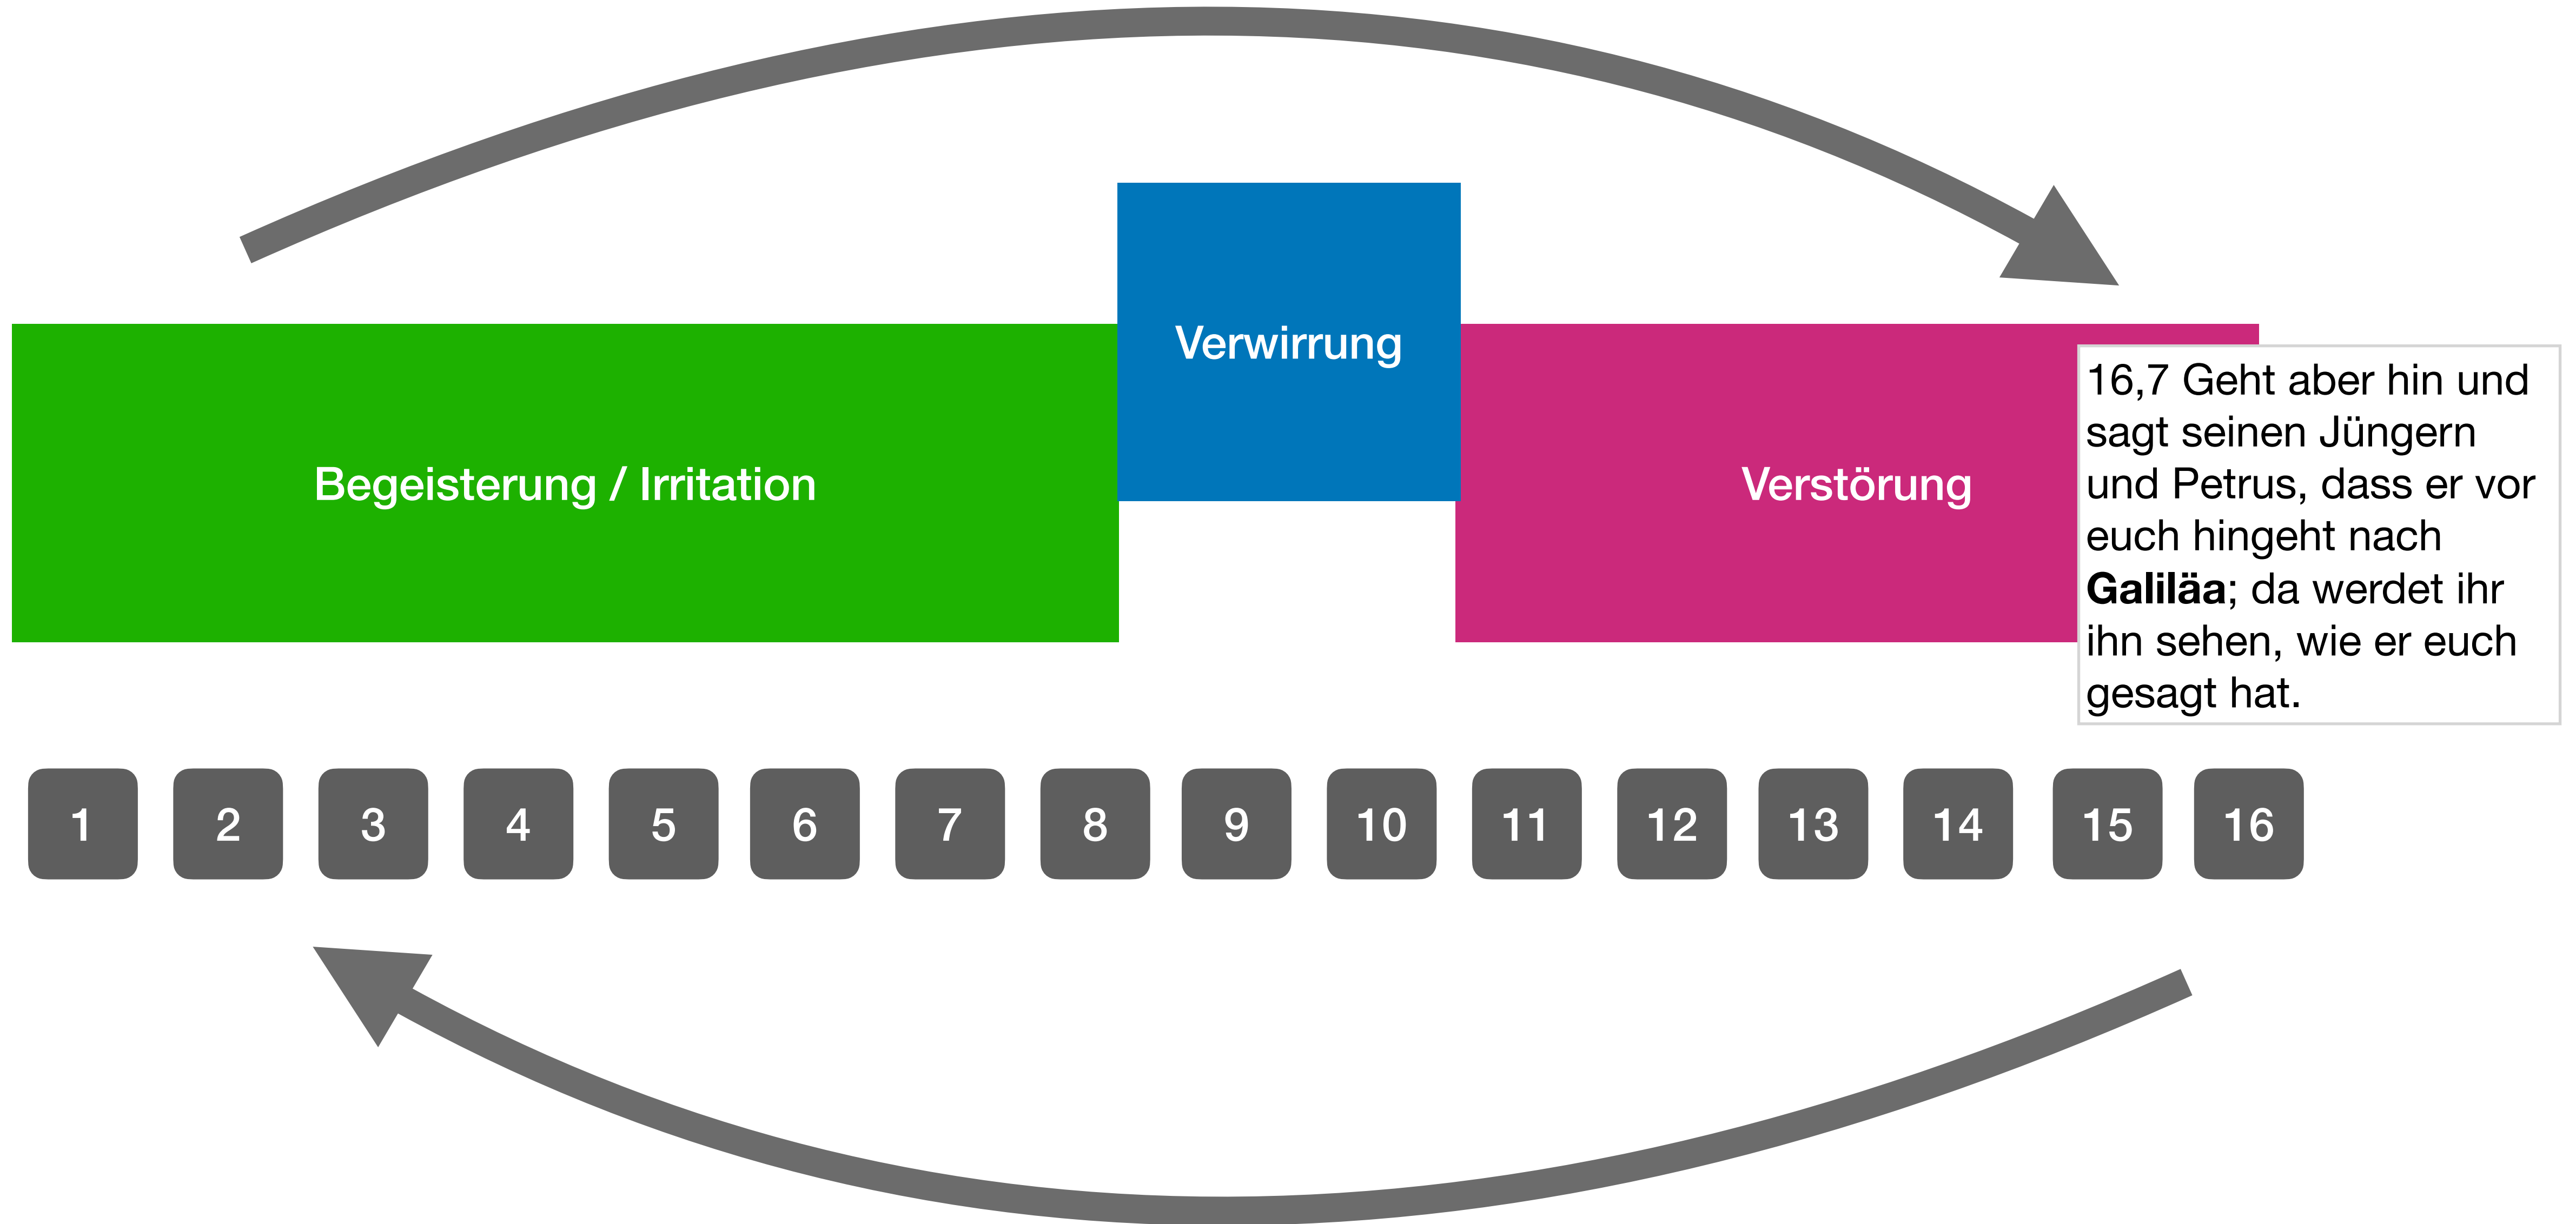 Verwirrung
Begeisterung / Irritation
Verstörung
16,7 Geht aber hin und
sagt seinen Jüngern
und Petrus, dass er vor
euch hingeht nach
Galiläa; da werdet ihr
ihn sehen, wie er euch
gesagt hat.
1 2 3 4 5 6 7 8 9 10 11 12 13 14 15 16